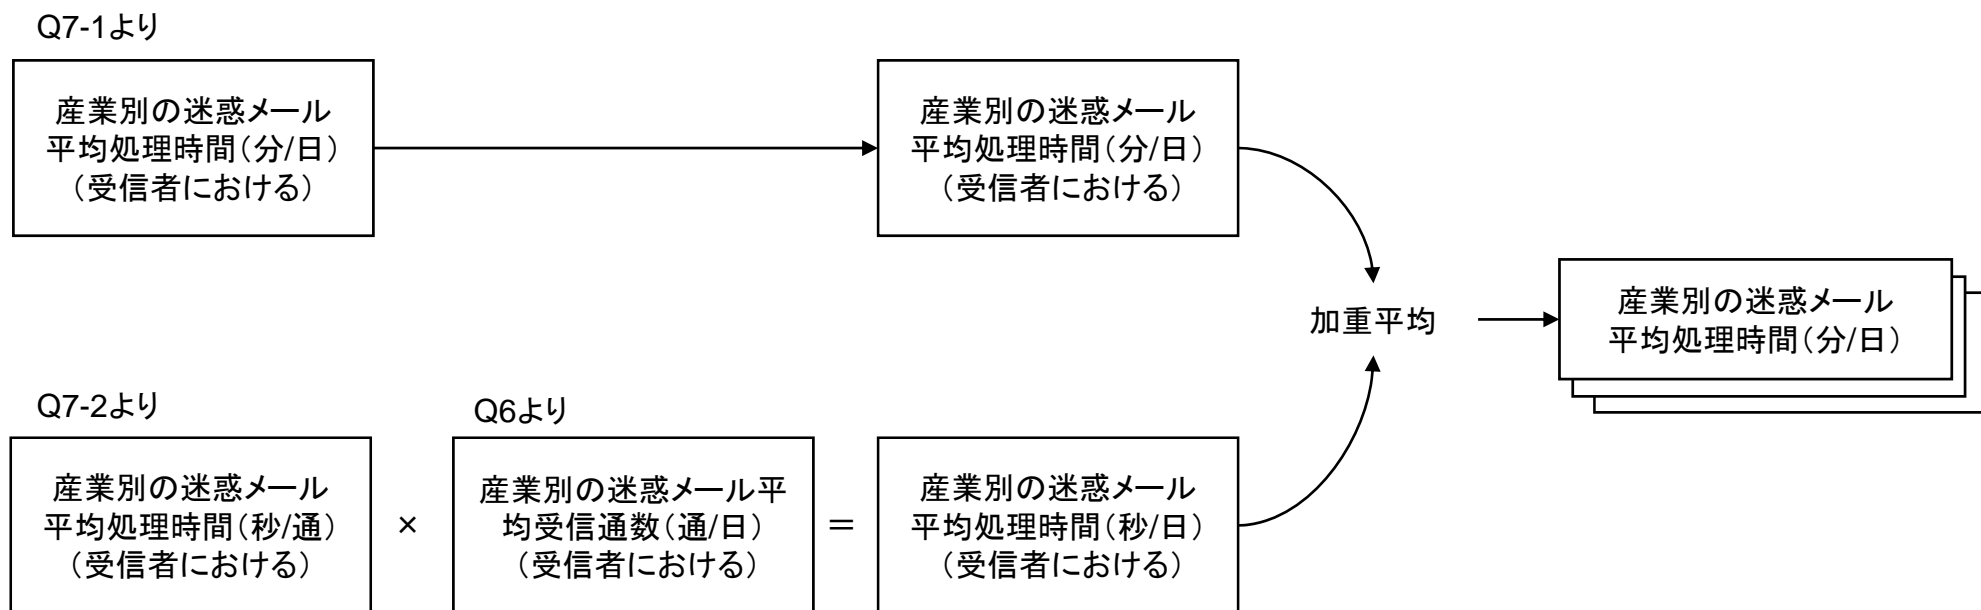 Q7-1より
産業別の迷惑メール
平均処理時間(分/日)
(受信者における)
産業別の迷惑メール
平均処理時間(分/日)
(受信者における)
加重平均
産業別の迷惑メール
平均処理時間(分/日)
Q7-2より
産業別の迷惑メール
平均処理時間(秒/通)
(受信者における)
×
Q6より
産業別の迷惑メール平
均受信通数(通/日)
(受信者における)
=
産業別の迷惑メール
平均処理時間(秒/日)
(受信者における)